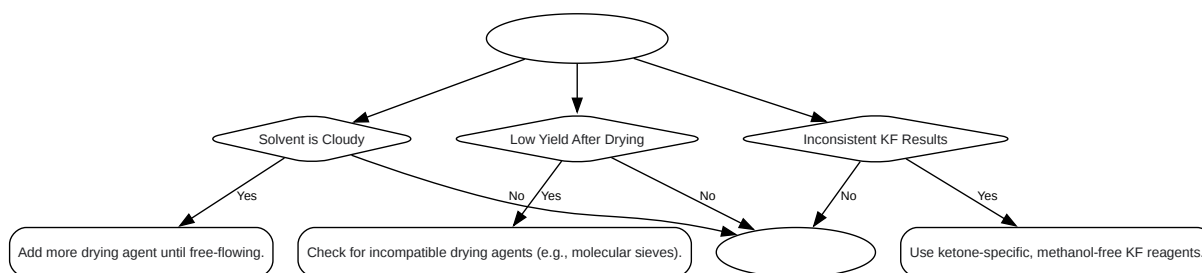 Solvent is Cloudy
Low Yield After Drying
Inconsistent KF Results
Yes
No
Yes
No
No
Yes
Add more drying agent until free-flowing.
Check for incompatible drying agents (e.g., molecular sieves).
Use ketone-specific, methanol-free KF reagents.